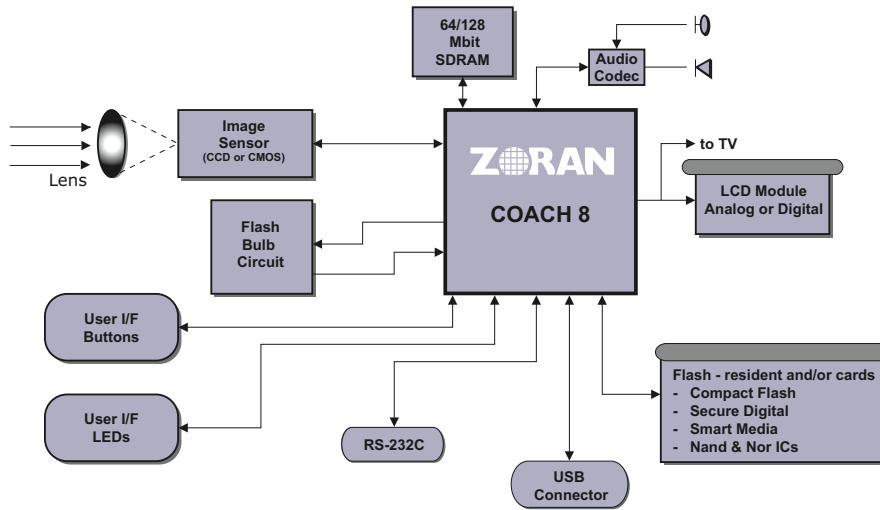 64/128
Mbit
SDRAM
Audio
Codec
Image
Sensor
(CCD or CMOS)
Lens
ZORAN
COACH 8
to TV
LCD Module
Analog or Digital
Flash
Bulb
Circuit
User I/F
Buttons
User I/F
LEDs
RS-232C
USB
Connector
Flash - resident and/or cards
- Compact Flash
- Secure Digital
- Smart Media
- Nand & Nor ICs